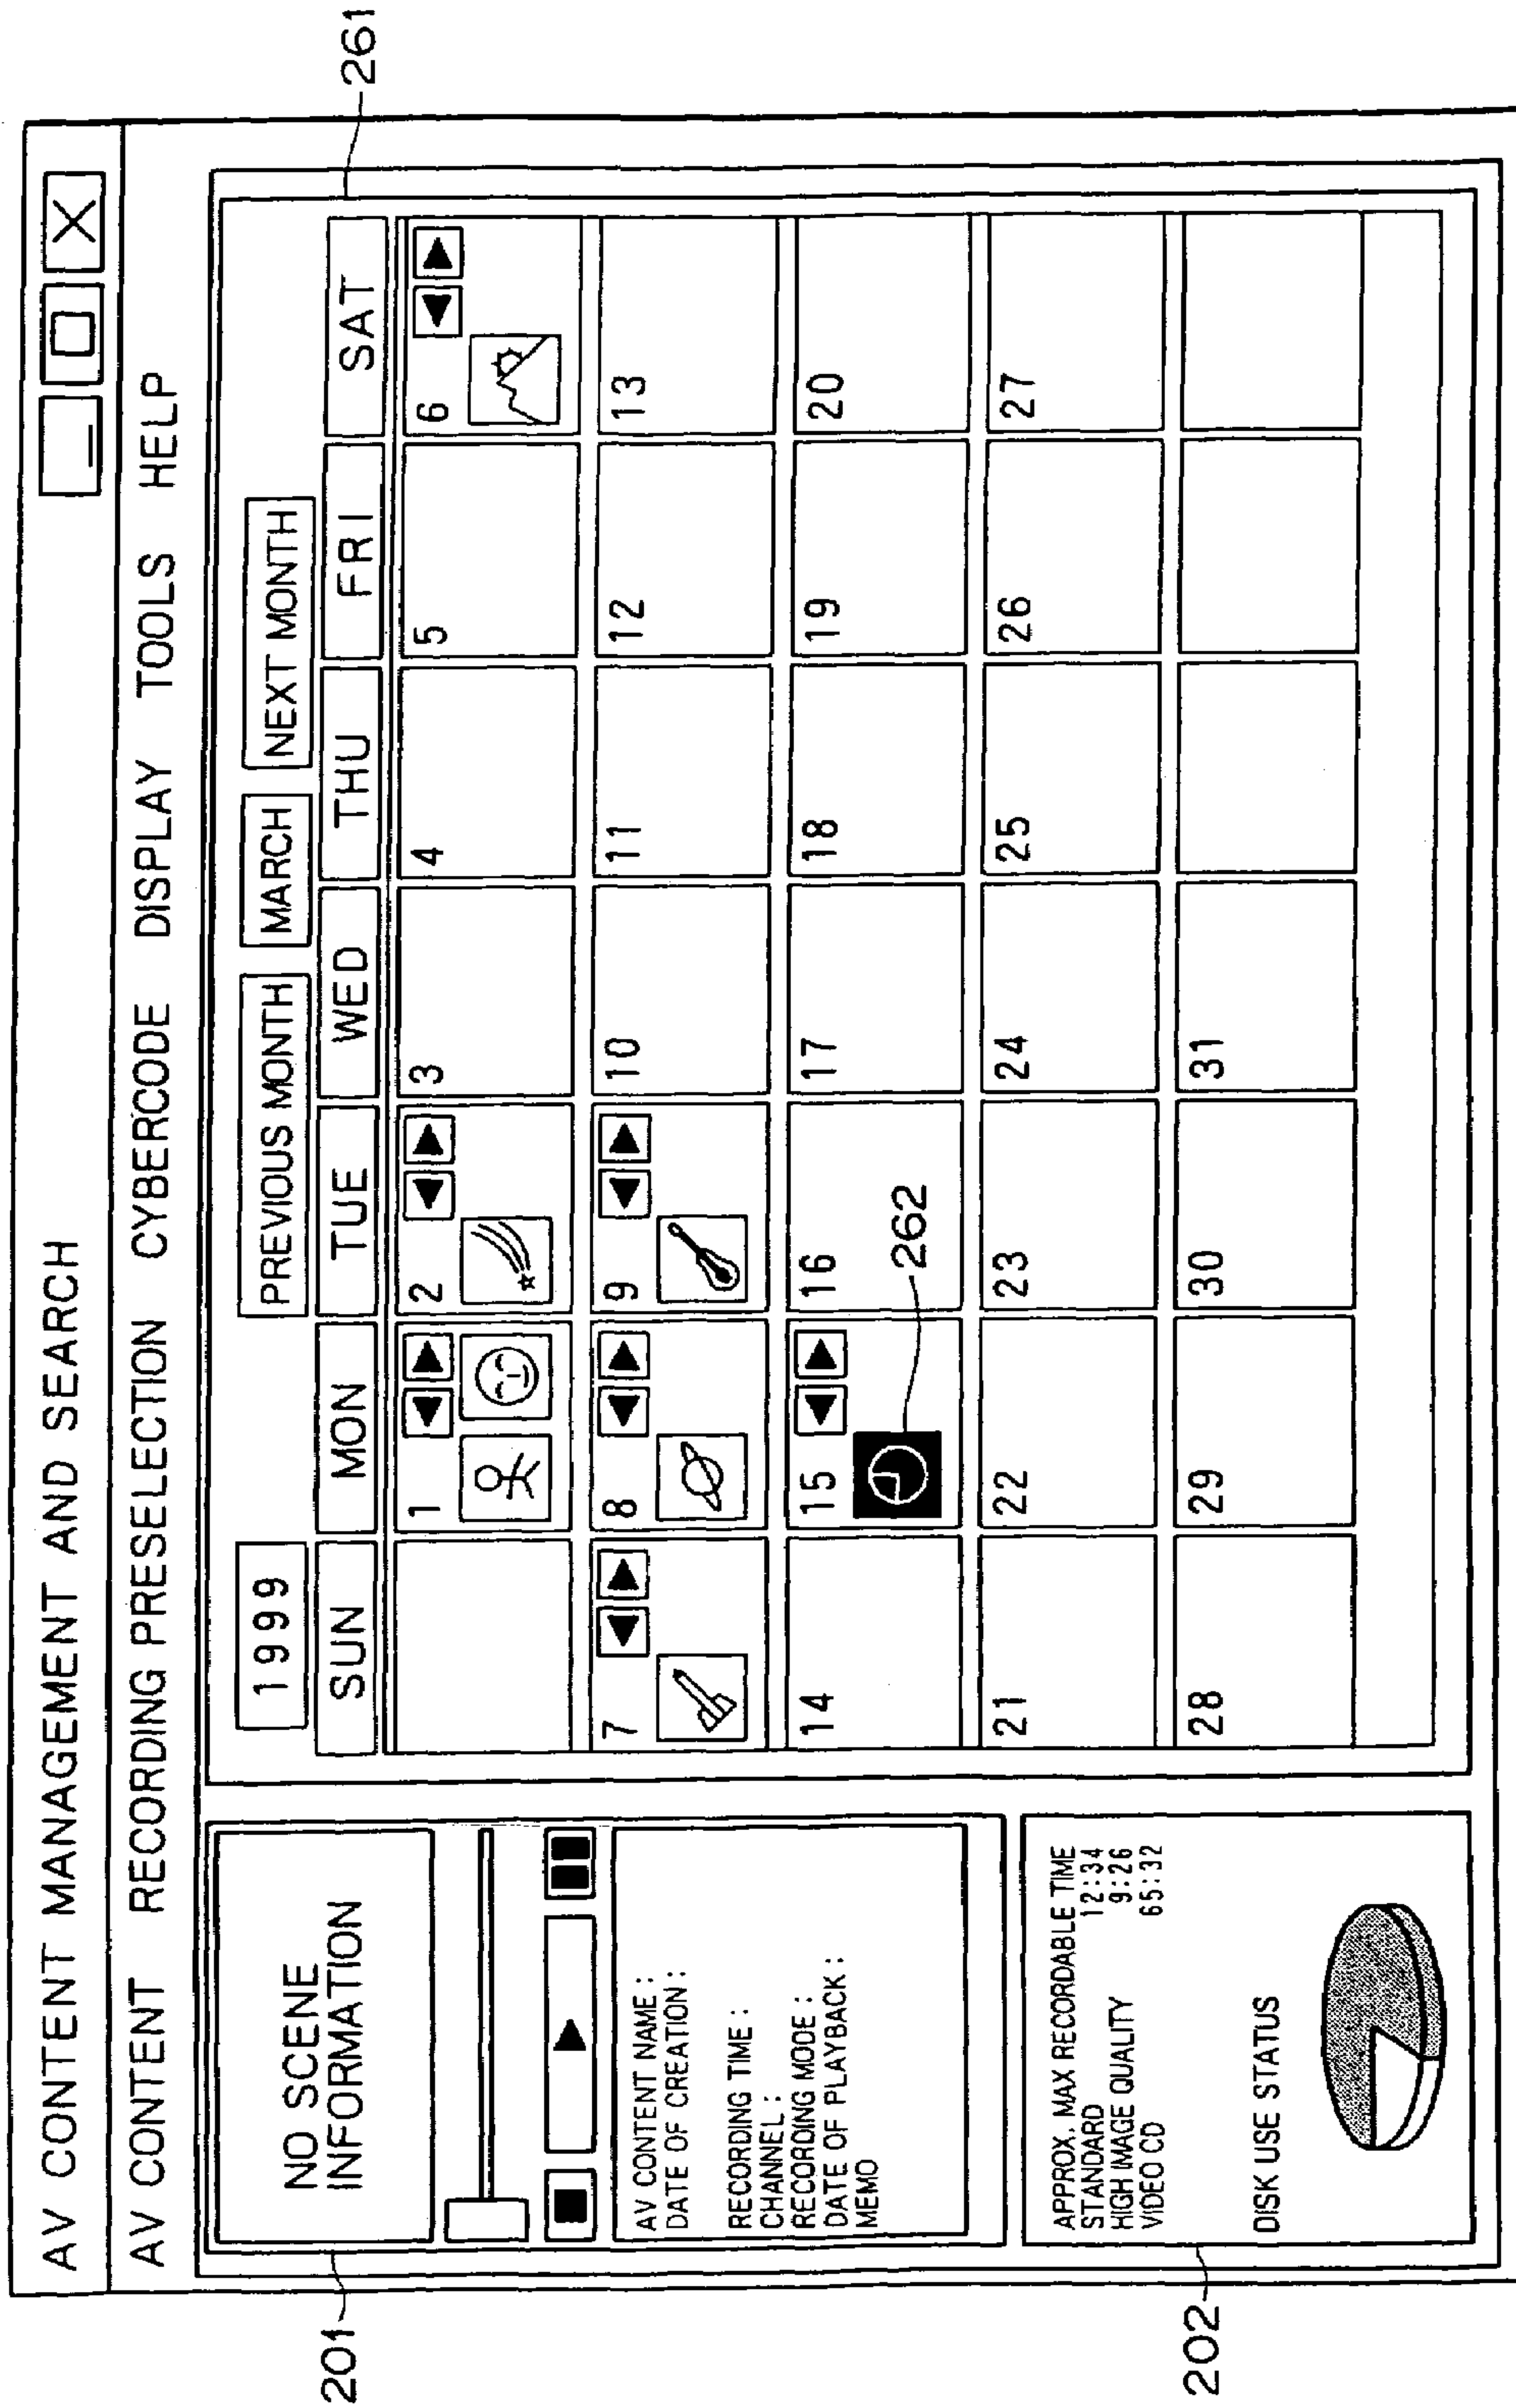 AV CONTENT MANAGEMENT AND SEARCH
AV CONTENT RECORDING PRESELECTION CYBERCODE DISPLAY TOOLS HELP
201
NO SCENE
INFORMATION
AV CONTENT NAME :
DATE OF CREATION :
RECORDING TIME :
CHANNEL :
RECORDING MODE :
DATE OF PLAYBACK :
MEMO
202
APPROX. MAX RECORDABLE TIME
STANDARD 12:34
HIGH IMAGE QUALITY 9:26
VIDEO CD 65:32
DISK USE STATUS
1999 PREVIOUS MONTH MARCH NEXT MONTH
261
SUN MON TUE WED THU FRI SAT
1 2 3 4 5 6
7 8 9 10 11 12 13
14 15 16 17 18 19 20
262
21 22 23 24 25 26 27
28 29 30 31